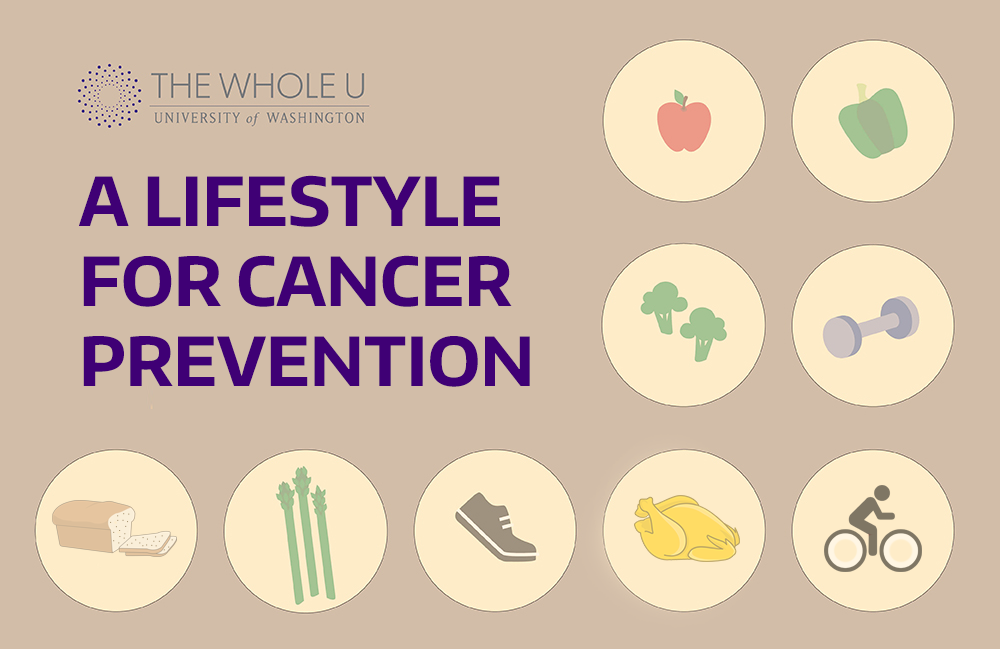 THE WHOLE U
UNIVERSITY of WASHINGTON
A LIFESTYLE
FOR CANCER
PREVENTION